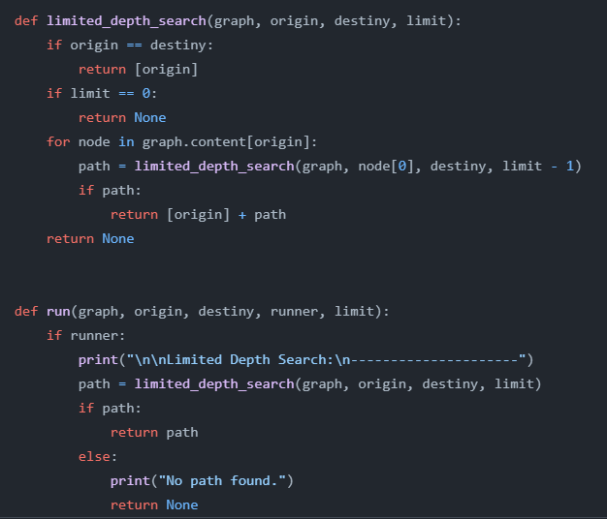 def limited_depth_search(graph, origin, destiny, limit):
    if origin == destiny:
        return [origin]
    if limit == 0:
        return None
    for node in graph.content[origin]:
        path = limited_depth_search(graph, node[0], destiny, limit - 1)
        if path:
            return [origin] + path
    return None

def run(graph, origin, destiny, runner, limit):
    if runner:
        print("\n\nLimited Depth Search:\n---------------------")
        path = limited_depth_search(graph, origin, destiny, limit)
        if path:
            return path
        else:
            print("No path found.")
            return None